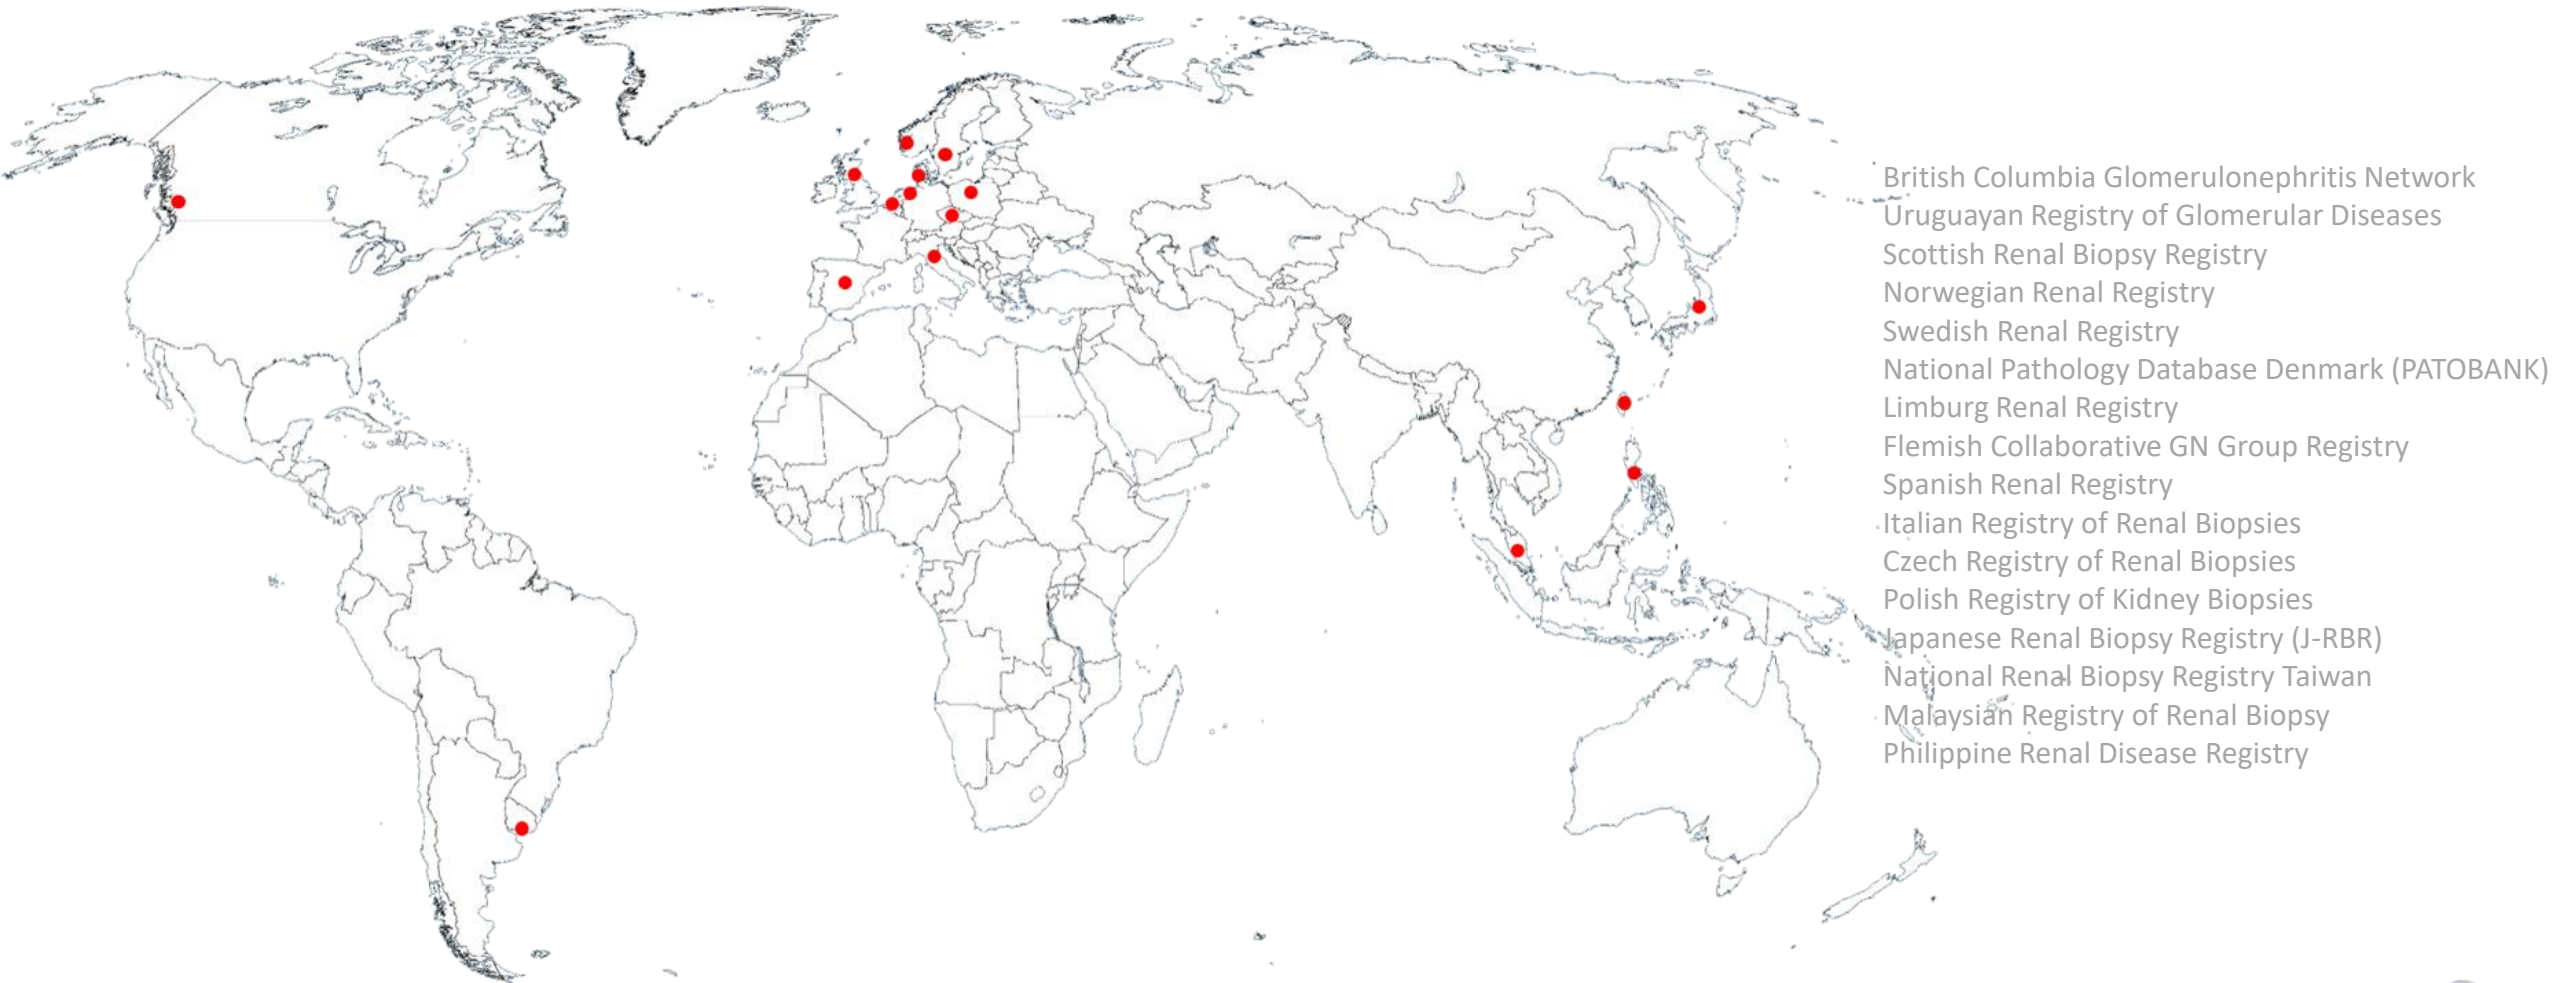 British Columbia Glomerulonephritis Network
Uruguayan Registry of Glomerular Diseases
Scottish Renal Biopsy Registry
Norwegian Renal Registry
Swedish Renal Registry
National Pathology Database Denmark (PATOBANK)
Limburg Renal Registry
Flemish Collaborative GN Group Registry
Spanish Renal Registry
Italian Registry of Renal Biopsies
Czech Registry of Renal Biopsies
Polish Registry of Kidney Biopsies
Japanese Renal Biopsy Registry (J-RBR)
National Renal Biopsy Registry Taiwan
Malaysian Registry of Renal Biopsy
Philippine Renal Disease Registry